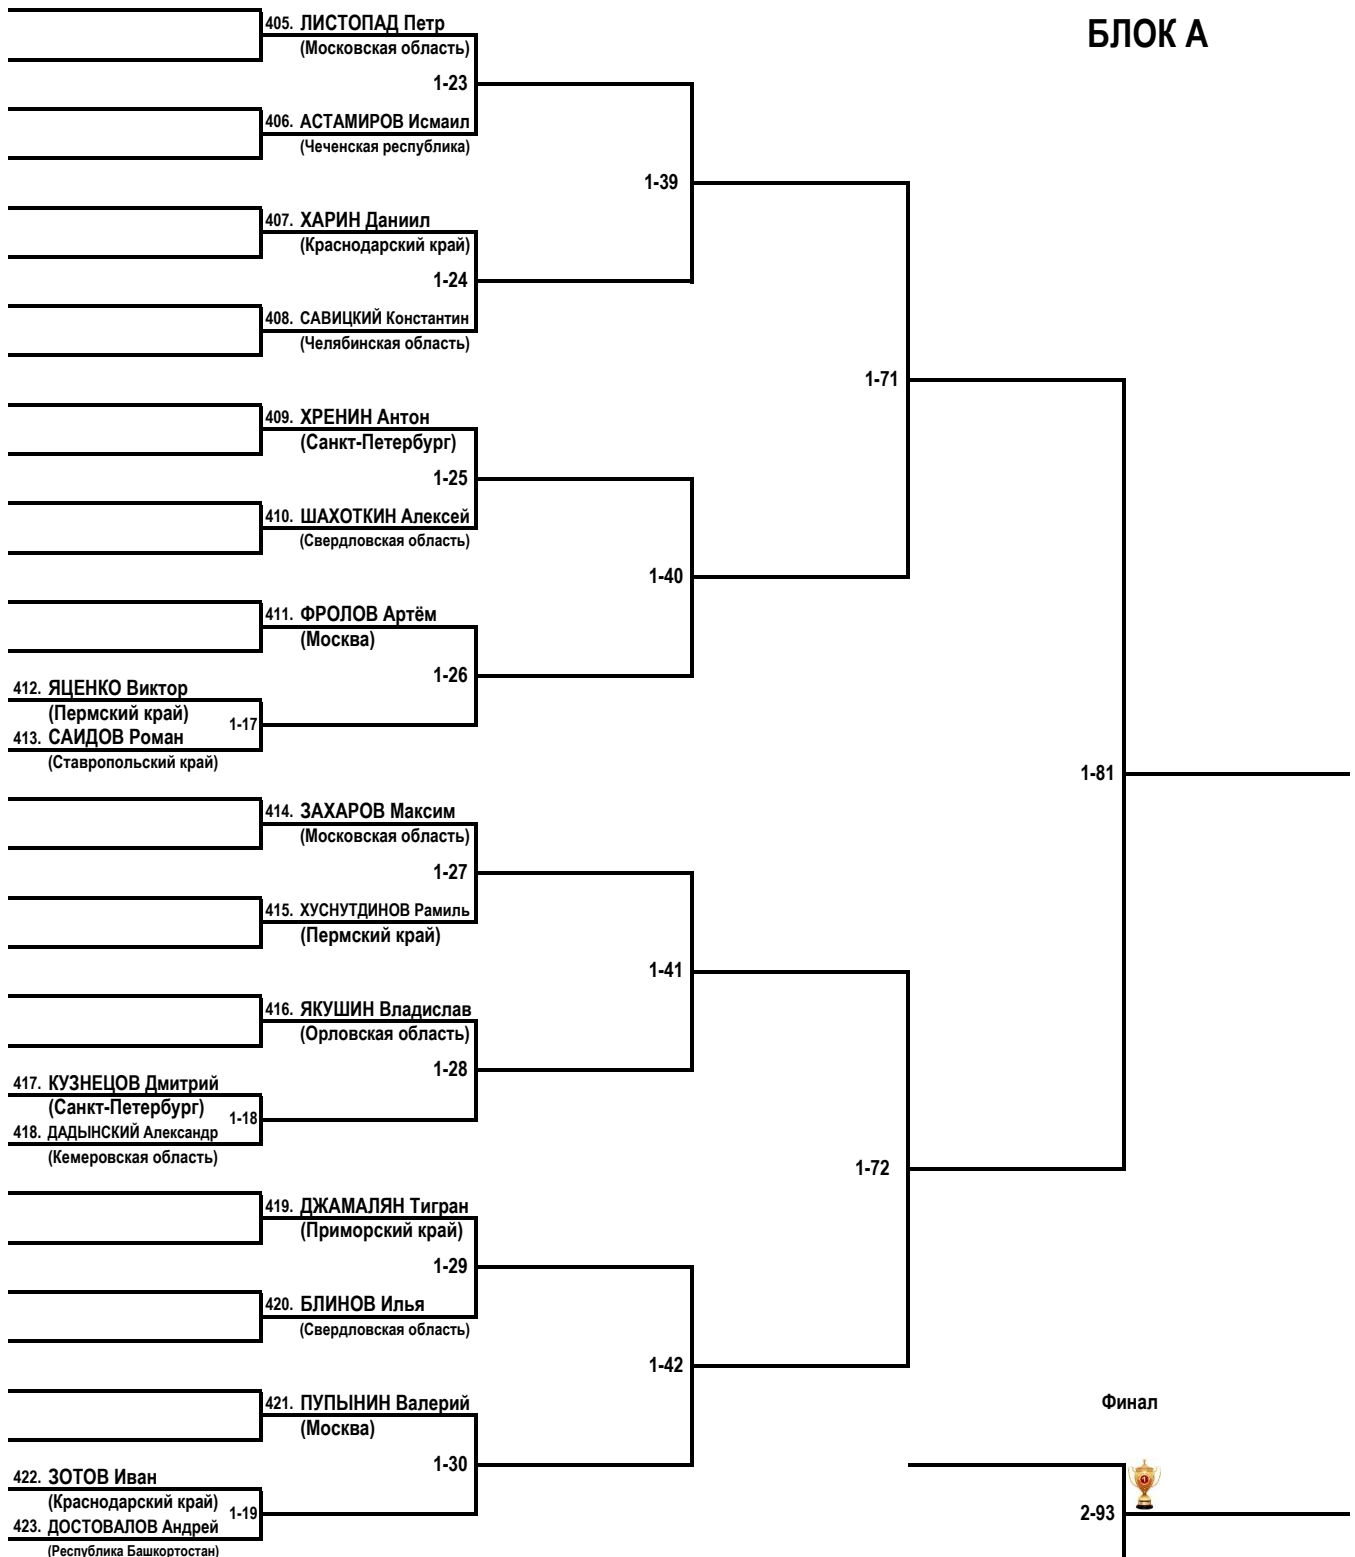 БЛОК А
405. ЛИСТОПАД Петр
(Московская область)
1-23
406. АСТАМИРОВ Исмаил
(Чеченская республика)
1-39
407. ХАРИН Даниил
(Краснодарский край)
1-24
408. САВИЦКИЙ Константин
(Челябинская область)
1-71
409. ХРЕНИН Антон
(Санкт-Петербург)
1-25
410. ШАХОТКИН Алексей
(Свердловская область)
1-40
411. ФРОЛОВ Артём
(Москва)
1-26
412. ЯЦЕНКО Виктор
(Пермский край)
1-17
413. САИДОВ Роман
(Ставропольский край)
1-81
414. ЗАХАРОВ Максим
(Московская область)
1-27
415. ХУСНУТДИНОВ Рамиль
(Пермский край)
1-41
416. ЯКУШИН Владислав
(Орловская область)
1-28
417. КУЗНЕЦОВ Дмитрий
(Санкт-Петербург)
1-18
418. ДАДЫНСКИЙ Александр
(Кемеровская область)
1-72
419. ДЖАМАЛЯН Тигран
(Приморский край)
1-29
420. БЛИНОВ Илья
(Свердловская область)
1-42
421. ПУПЫНИН Валерий
(Москва)
Финал
1-30
422. ЗОТОВ Иван
(Краснодарский край)
1-19
423. ДОСТОВАЛОВ Андрей
(Республика Башкортостан)
2-93